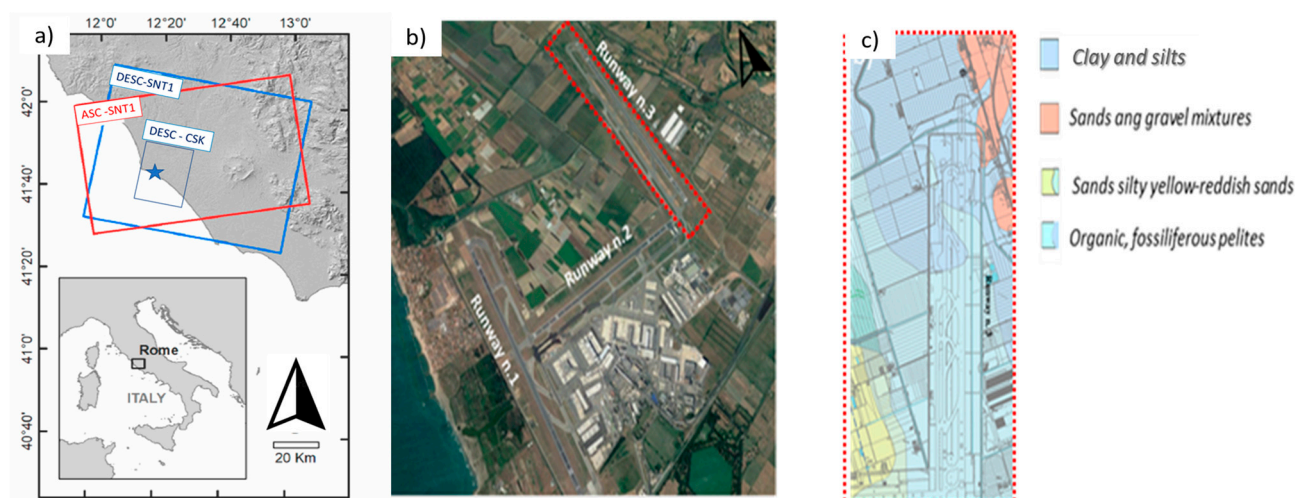 a)
12°0'
12°20'
12°40'
13°0'
DESC-SNT1
ASC -SNT1
DESC - CSK
42°0'
41°40'
41°20'
41°0'
40°40'
Rome
ITALY
20 Km
b)
Runway n.3
Runway n.2
Runway n.1
c)
Clay and silts
Sands ang gravel mixtures
Sands silty yellow-reddish sands
Organic, fossiliferous pelites
Runway n.3